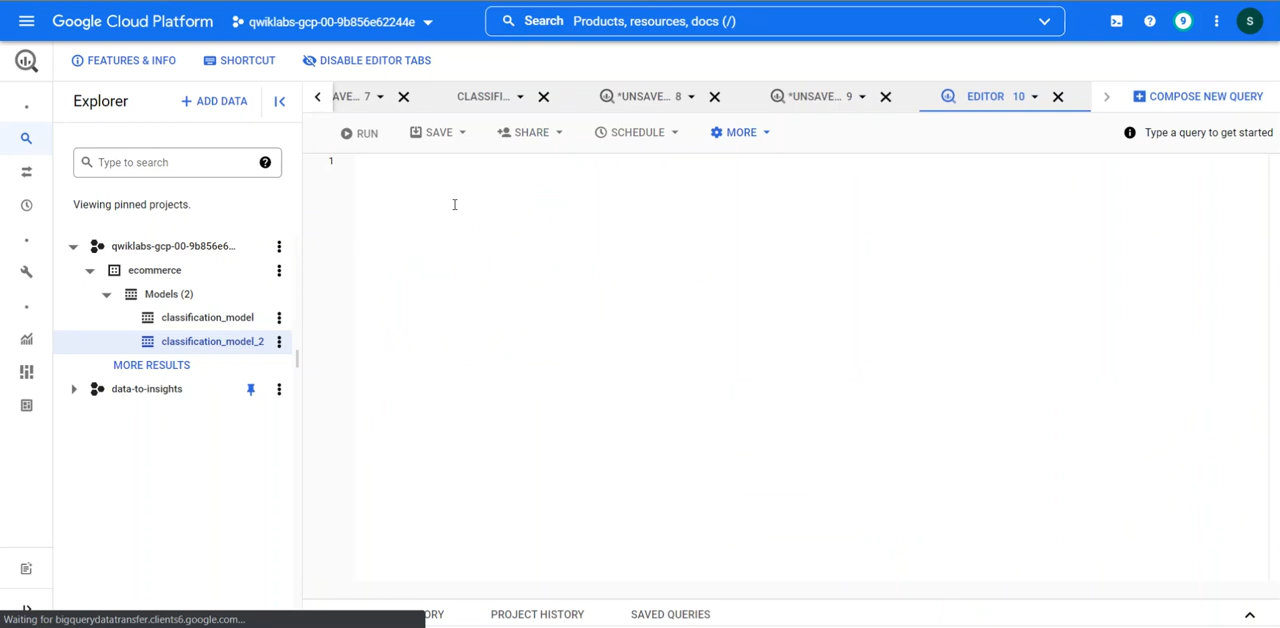 Google Cloud Platform qwiklabs-gcp-00-9b856e62244e Search Products, resources, docs (/) 9 S
FEATURES & INFO SHORTCUT DISABLE EDITOR TABS
Explorer + ADD DATA
AVE... 7 CLASSIFI... *UNSAVE... 8 *UNSAVE... 9 EDITOR 10 COMPOSE NEW QUERY
RUN SAVE SHARE SCHEDULE MORE Type a query to get started
1
Type to search
Viewing pinned projects.
qwiklabs-gcp-00-9b856e6...
ecommerce
Models (2)
classification_model
classification_model_2
MORE RESULTS
data-to-insights
Waiting for bigquerydatatransfer.clients6.google.com...
ORY PROJECT HISTORY SAVED QUERIES